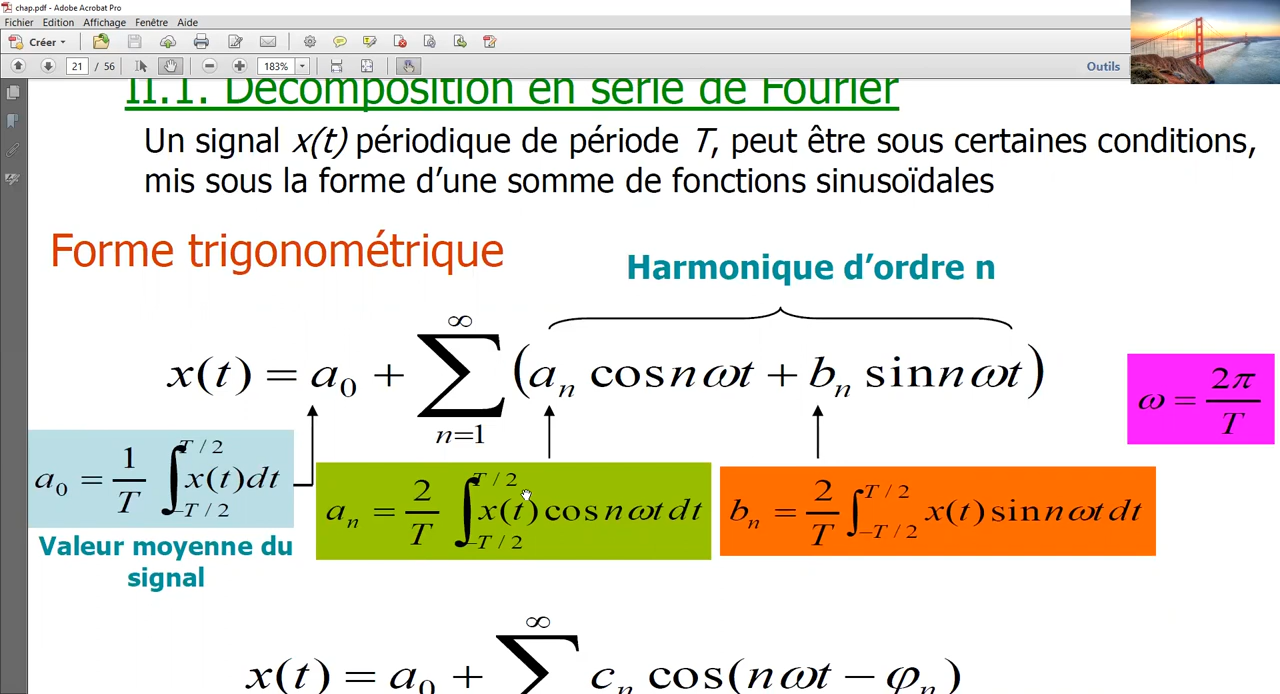 chap.pdf - Adobe Acrobat Pro
Fichier Edition Affichage Fenêtre Aide
Créer
21 / 56 183% Outils
II.1. Décomposition en série de Fourier
Un signal x(t) périodique de période T, peut être sous certaines conditions,
mis sous la forme d’une somme de fonctions sinusoïdales
Forme trigonométrique
Harmonique d’ordre n
x(t) = a₀ + ∑_{n=1}^{∞} (aₙ cos nωt + bₙ sin nωt)
ω = 2π / T
a₀ = 1/T ∫_{-T/2}^{T/2} x(t)dt
Valeur moyenne du
signal
aₙ = 2/T ∫_{-T/2}^{T/2} x(t) cos nωt dt
bₙ = 2/T ∫_{-T/2}^{T/2} x(t) sin nωt dt
x(t) = a₀ + ∑^{∞} cₙ cos(nωt − φₙ)